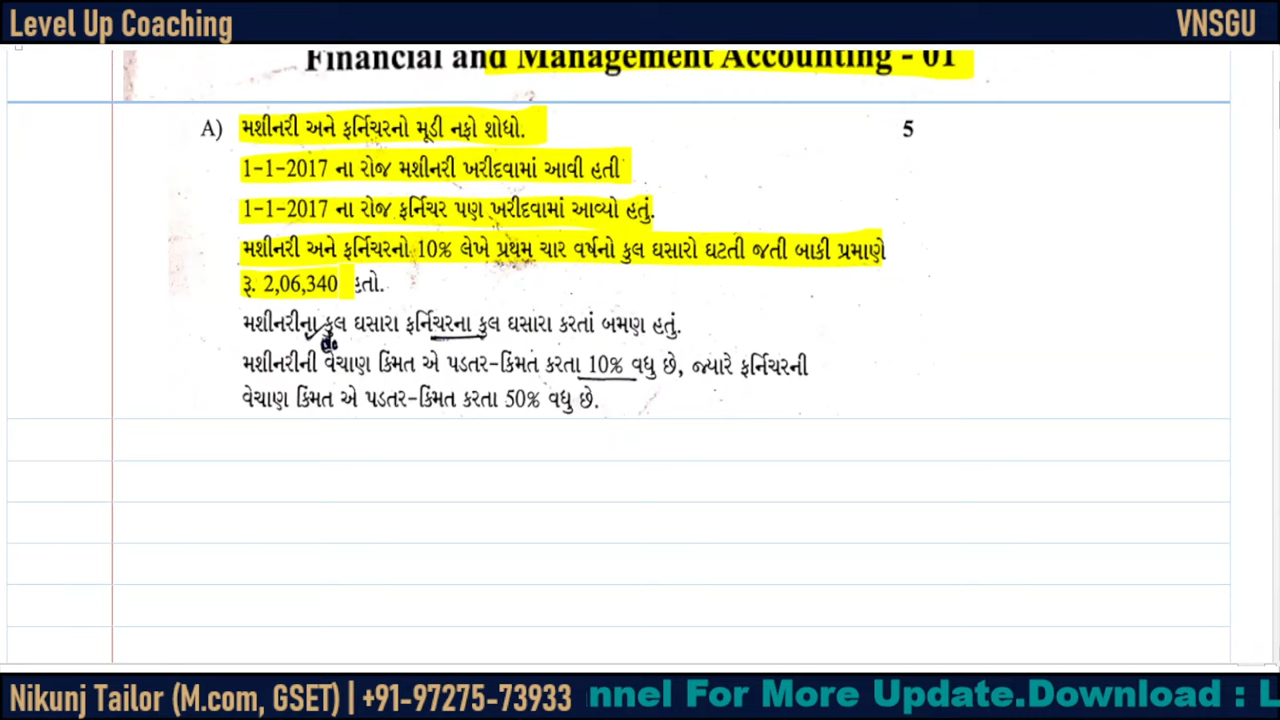 Level Up Coaching
VNSGU
Financial and Management Accounting - 01
A) મશીનરી અને ફર્નિચરનો મૂડી નફો શોધો. 5
1-1-2017 ના રોજ મશીનરી ખરીદવામાં આવી હતી
1-1-2017 ના રોજ ફર્નિચર પણ ખરીદવામાં આવ્યો હતું.
મશીનરી અને ફર્નિચરનો 10% લેખે પ્રથમ ચાર વર્ષનો કુલ ઘસારો ઘટતી જતી બાકી પ્રમાણે
રૂ. 2,06,340 હતો.
મશીનરીના કુલ ઘસારા ફર્નિચરના કુલ ઘસારા કરતાં બમણ હતું.
મશીનરીની વેચાણ કિંમત એ પડતર-કિંમત કરતા 10% વધુ છે, જ્યારે ફર્નિચરની
વેચાણ કિંમત એ પડતર-કિંમત કરતા 50% વધુ છે.
Nikunj Tailor (M.com, GSET) | +91-97275-73933
nnel For More Update.Download : L